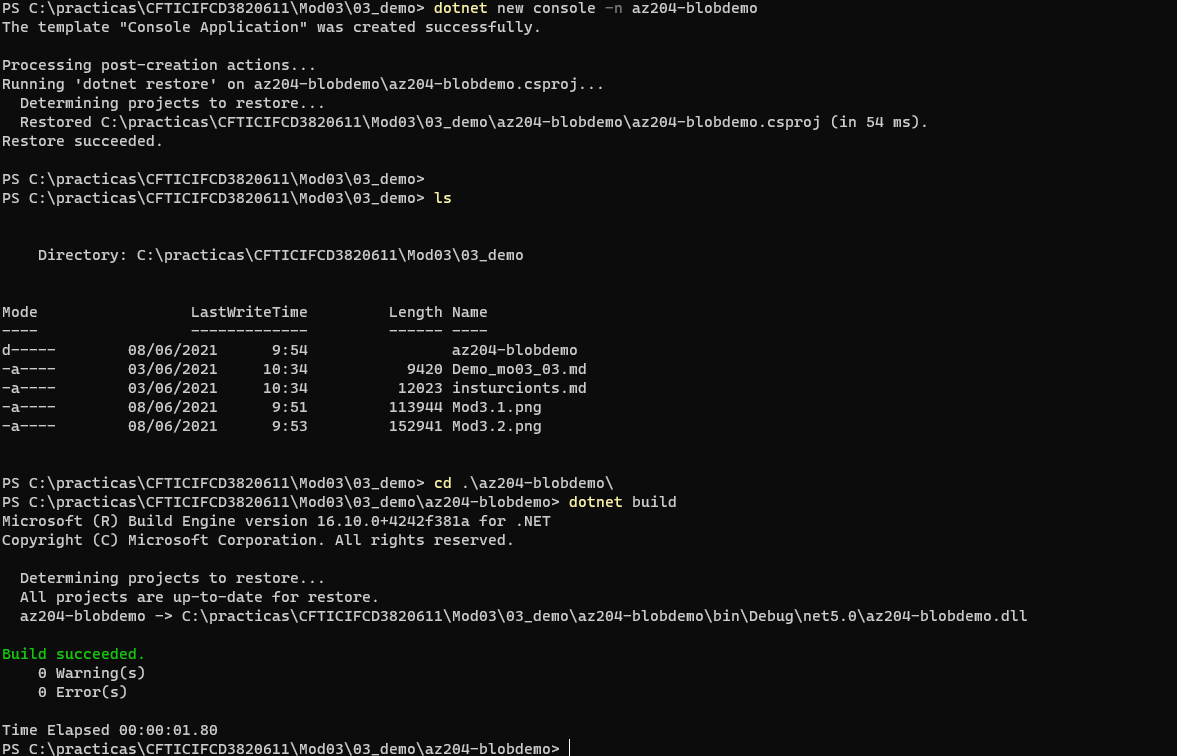 PS C:\practicas\CFTICIFCD3820611\Mod03\03_demo> dotnet new console -n az204-blobdemo
The template "Console Application" was created successfully.
Processing post-creation actions...
Running 'dotnet restore' on az204-blobdemo\az204-blobdemo.csproj...
  Determining projects to restore...
  Restored C:\practicas\CFTICIFCD3820611\Mod03\03_demo\az204-blobdemo\az204-blobdemo.csproj (in 54 ms).
Restore succeeded.
PS C:\practicas\CFTICIFCD3820611\Mod03\03_demo>
PS C:\practicas\CFTICIFCD3820611\Mod03\03_demo> ls
    Directory: C:\practicas\CFTICIFCD3820611\Mod03\03_demo
Mode                 LastWriteTime         Length Name
----                 -------------         ------ ----
d-----        08/06/2021      9:54                az204-blobdemo
-a----        03/06/2021     10:34           9420 Demo_mo03_03.md
-a----        03/06/2021     10:34          12023 insturcionts.md
-a----        08/06/2021      9:51         113944 Mod3.1.png
-a----        08/06/2021      9:53         152941 Mod3.2.png
PS C:\practicas\CFTICIFCD3820611\Mod03\03_demo> cd .\az204-blobdemo\
PS C:\practicas\CFTICIFCD3820611\Mod03\03_demo\az204-blobdemo> dotnet build
Microsoft (R) Build Engine version 16.10.0+4242f381a for .NET
Copyright (C) Microsoft Corporation. All rights reserved.
  Determining projects to restore...
  All projects are up-to-date for restore.
  az204-blobdemo -> C:\practicas\CFTICIFCD3820611\Mod03\03_demo\az204-blobdemo\bin\Debug\net5.0\az204-blobdemo.dll
Build succeeded.
    0 Warning(s)
    0 Error(s)
Time Elapsed 00:00:01.80
PS C:\practicas\CFTICIFCD3820611\Mod03\03_demo\az204-blobdemo>